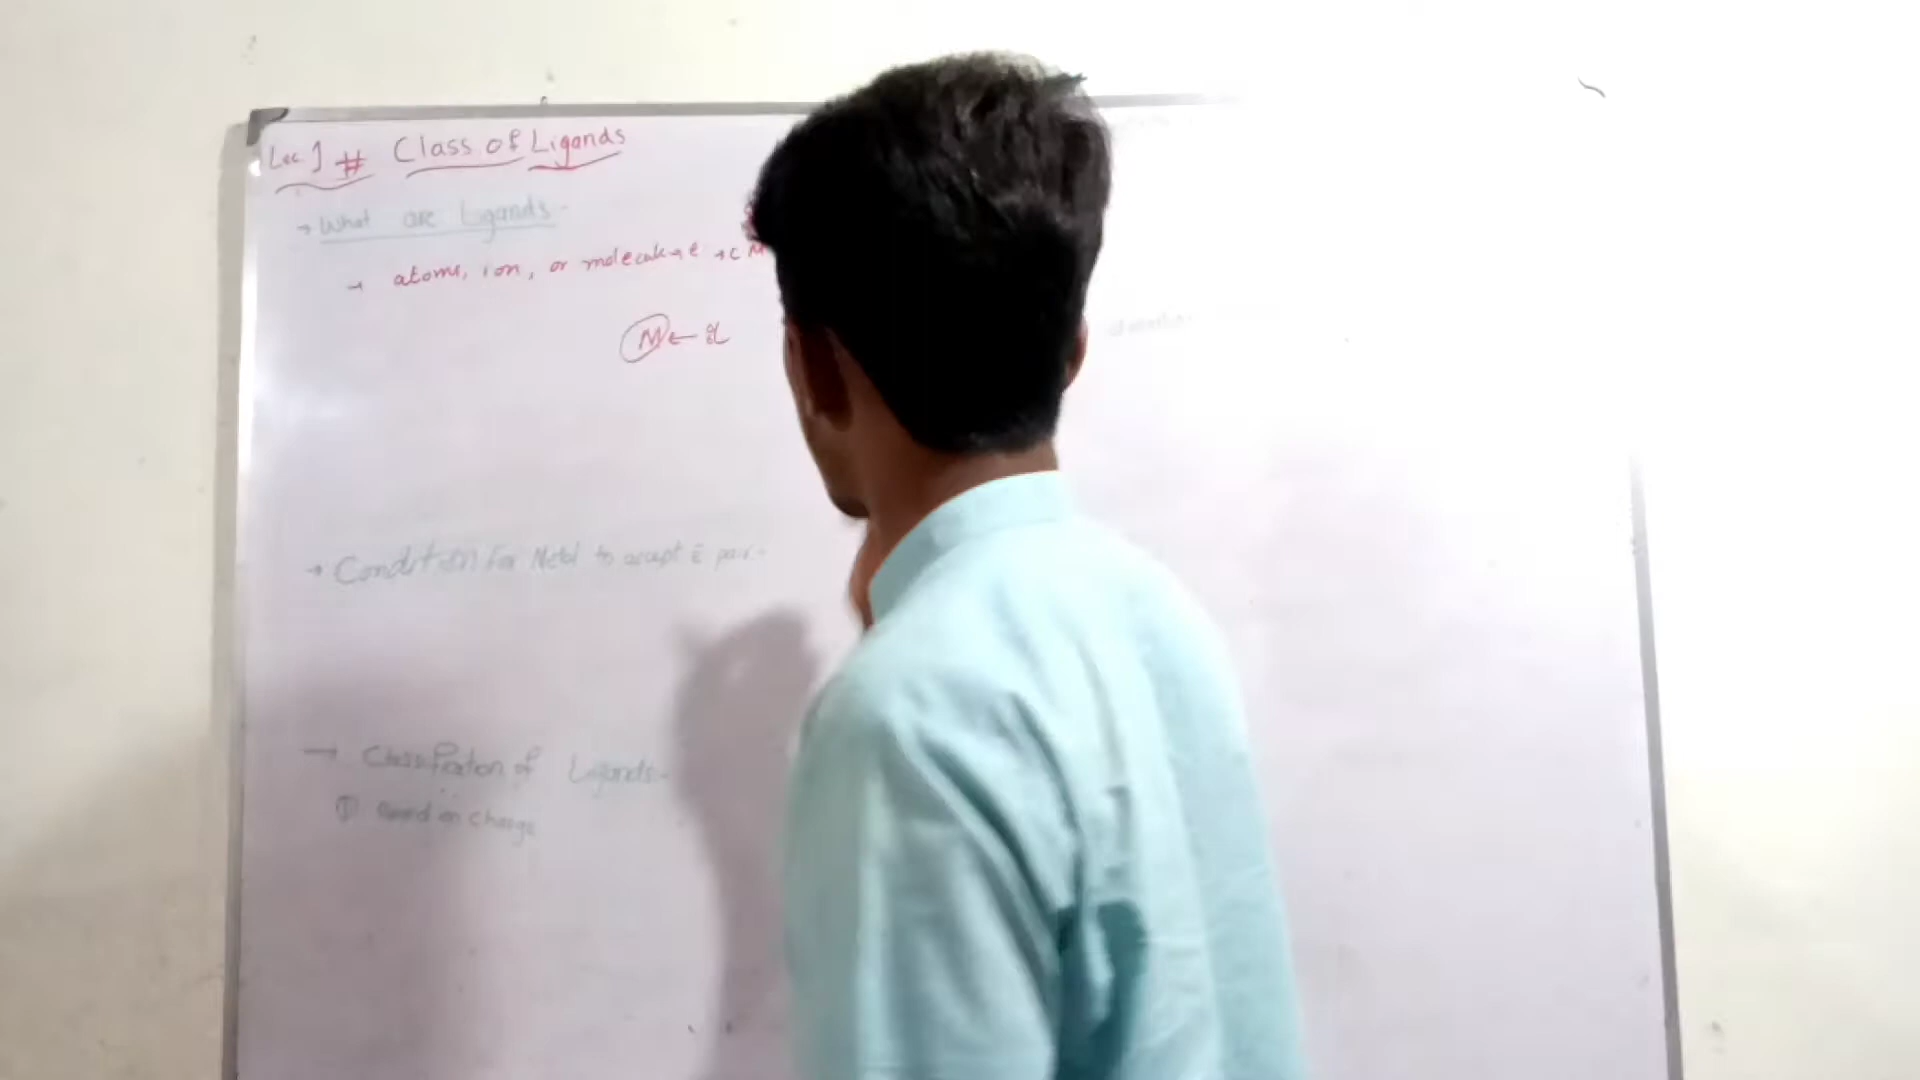 Lec 1 # Class of Ligands
→ What are Ligands-
→ atoms, ion, or molecule → e → C M
M ← L
→ Condition for Metal to accept ē pair-
→ Classification of Ligands-
① Based on charge